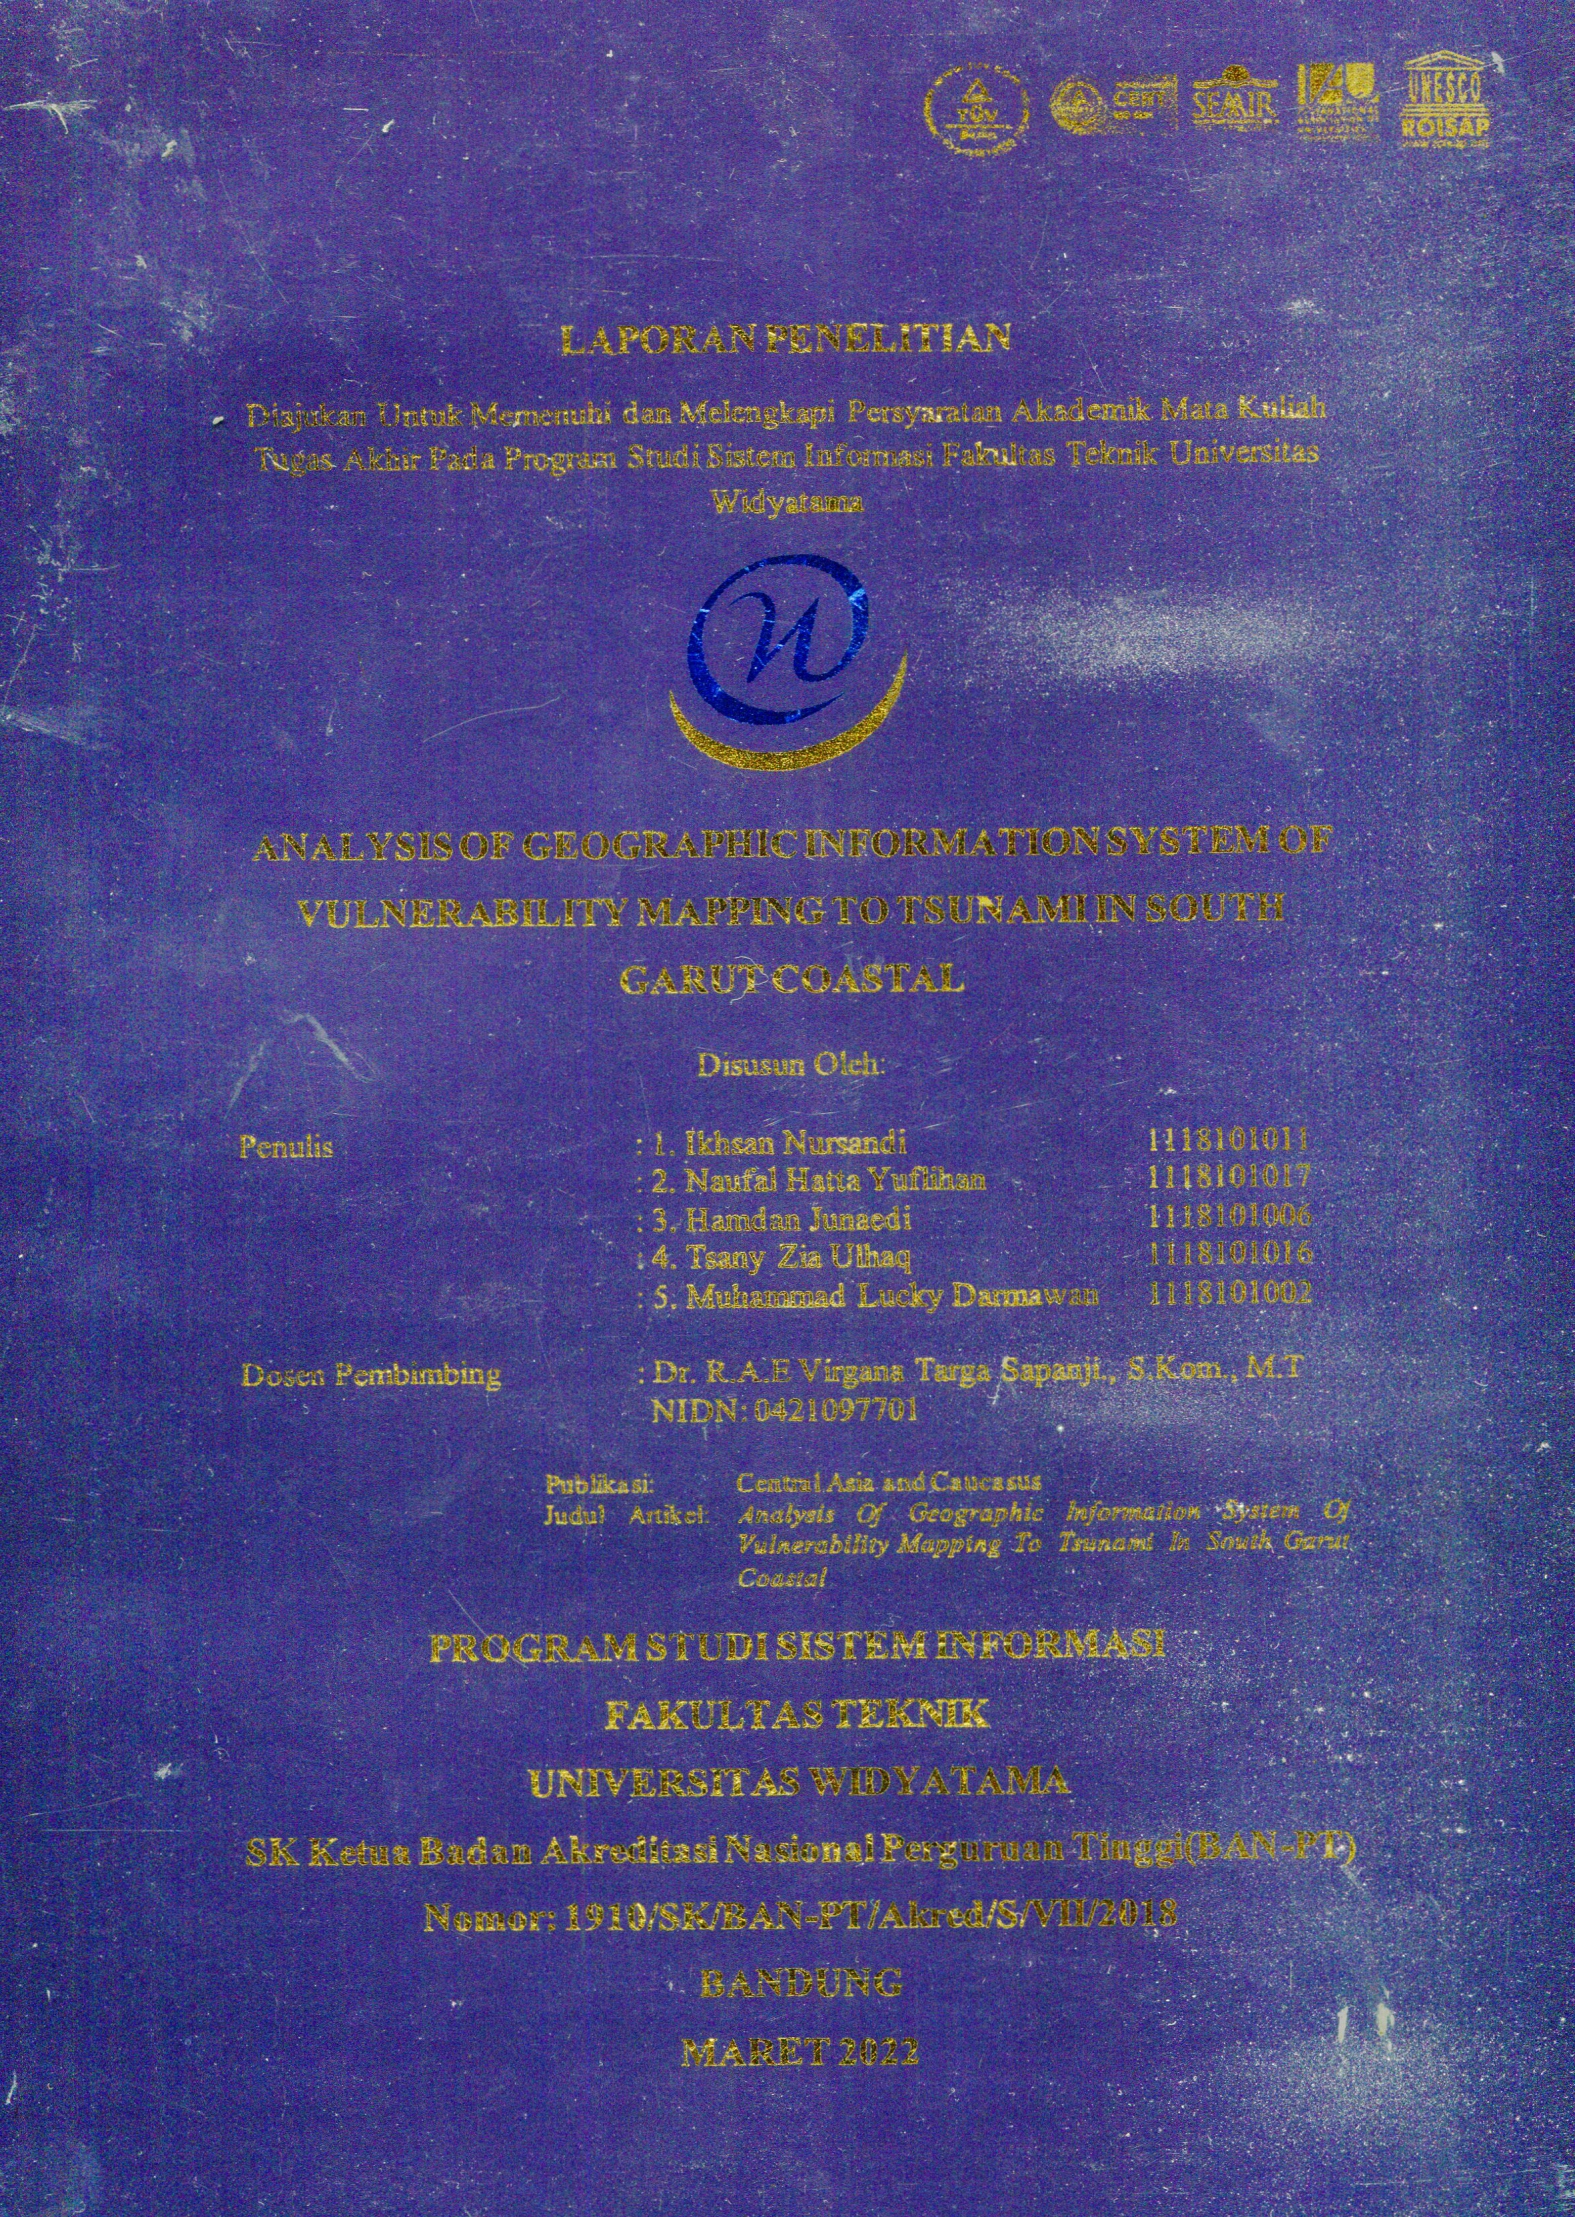 TÜV
CERT
SEAMEO
IAU
UNESCO
LAPORAN PENELITIAN
Diajukan Untuk Memenuhi dan Melengkapi Persyaratan Akademik Mata Kuliah
Tugas Akhir Pada Program Studi Sistem Informasi Fakultas Teknik Universitas
Widyatama
ANALYSIS OF GEOGRAPHIC INFORMATION SYSTEM OF
VULNERABILITY MAPPING TO TSUNAMI IN SOUTH
GARUT COASTAL
Disusun Oleh:
Penulis : 1. Ikhsan Nursandi 1118101011
: 2. Naufal Hatta Yuflihan 1118101017
: 3. Hamdan Junaedi 1118101006
: 4. Tsany Zia Ulhaq 1118101016
: 5. Muhammad Lucky Darmawan 1118101002
Dosen Pembimbing : Dr. R.A.E Virgana Targa Sapanji., S.Kom., M.T
NIDN: 0421097701
Publikasi: Central Asia and Caucasus
Judul Artikel: Analysis Of Geographic Information System Of
Vulnerability Mapping To Tsunami In South Garut
Coastal
PROGRAM STUDI SISTEM INFORMASI
FAKULTAS TEKNIK
UNIVERSITAS WIDYATAMA
SK Ketua Badan Akreditasi Nasional Perguruan Tinggi(BAN-PT)
Nomor: 1910/SK/BAN-PT/Akred/S/VII/2018
BANDUNG
MARET 2022